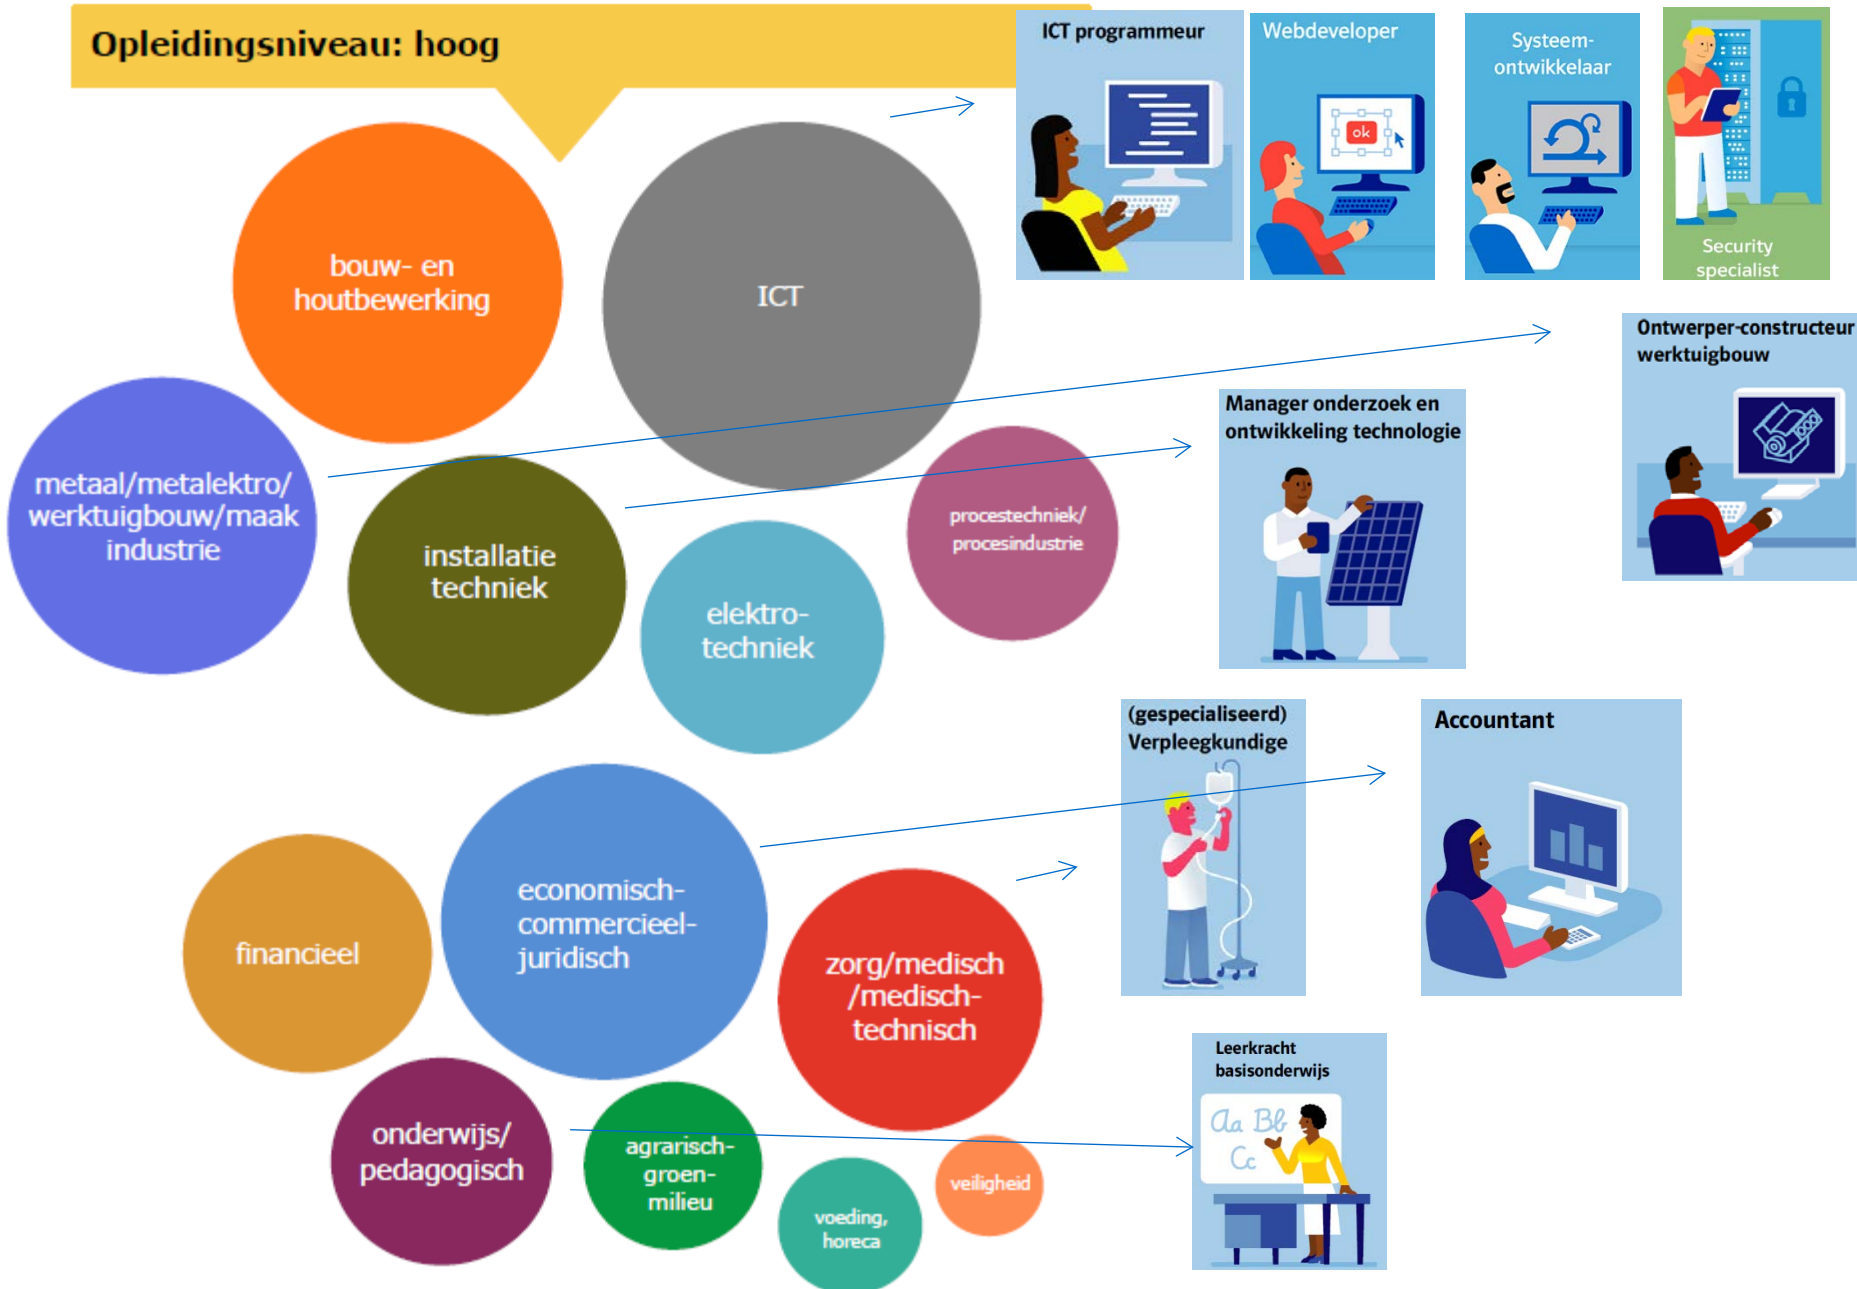 Opleidingsniveau: hoog
ICT programmeur
Webdeveloper
Systeem-
ontwikkelaar
ok
Security
specialist
bouw- en
houtbewerking
ICT
Ontwerper-constructeur
werktuigbouw
Manager onderzoek en
ontwikkeling technologie
metaal/metalektro/
werktuigbouw/maak
industrie
installatie
techniek
procestechniek/
procesindustrie
elektro-
techniek
(gespecialiseerd)
Verpleegkundige
Accountant
economisch-
commercieel-
juridisch
financieel
zorg/medisch
/medisch-
technisch
Leerkracht
basisonderwijs
Aa Bb
Cc
onderwijs/
pedagogisch
agrarisch-
groen-
milieu
veiligheid
voeding,
horeca